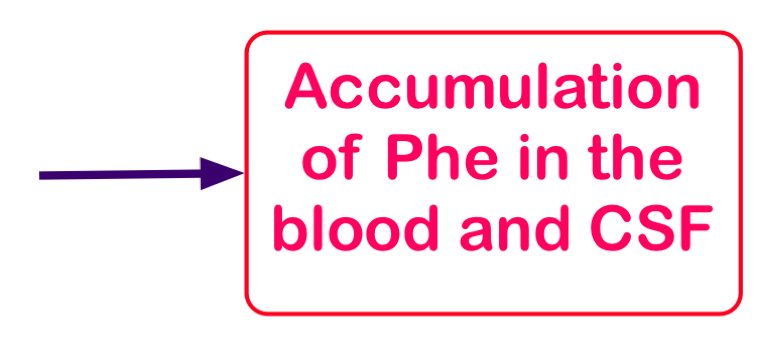 Accumulation
of Phe in the
blood and CSF